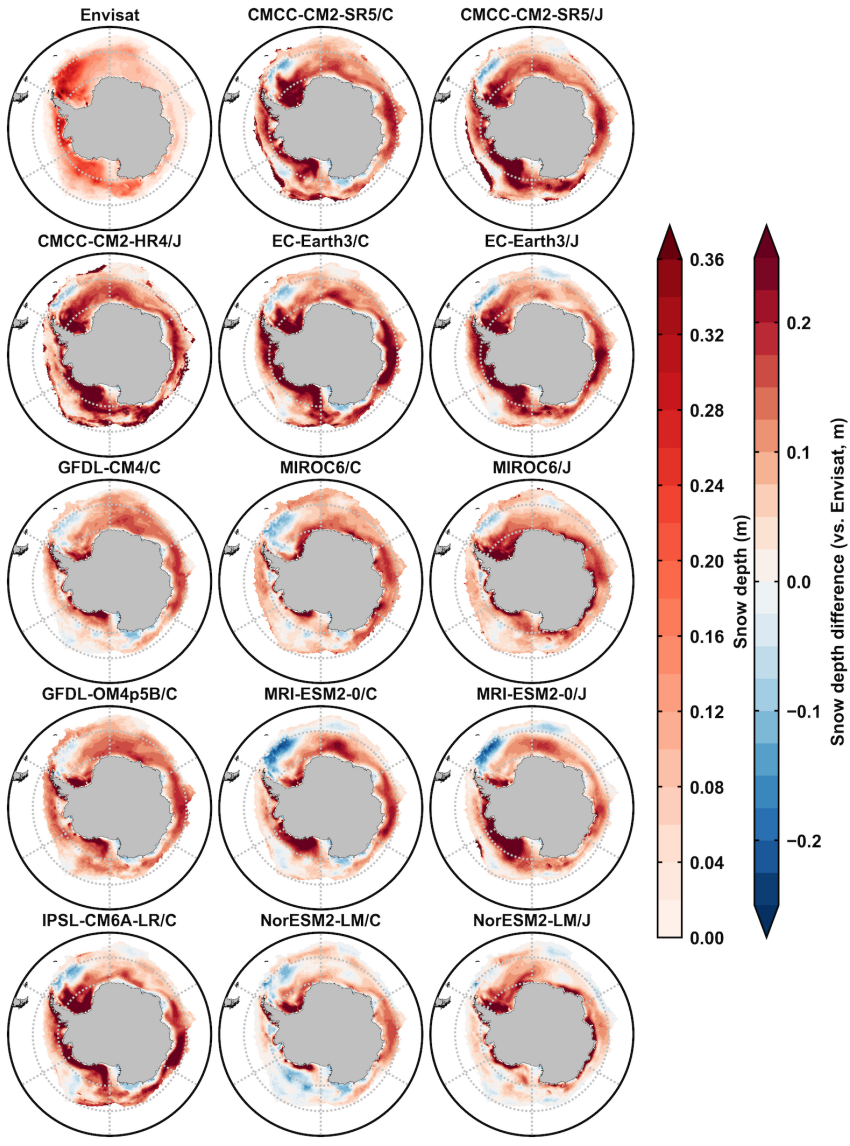 Envisat
CMCC-CM2-SR5/C
CMCC-CM2-SR5/J
CMCC-CM2-HR4/J
EC-Earth3/C
EC-Earth3/J
GFDL-CM4/C
MIROC6/C
MIROC6/J
GFDL-OM4p5B/C
MRI-ESM2-0/C
MRI-ESM2-0/J
IPSL-CM6A-LR/C
NorESM2-LM/C
NorESM2-LM/J
0.36
0.32
0.28
0.24
0.20
0.16
0.12
0.08
0.04
0.00
Snow depth (m)
0.2
0.1
0.0
−0.1
−0.2
Snow depth difference (vs. Envisat, m)